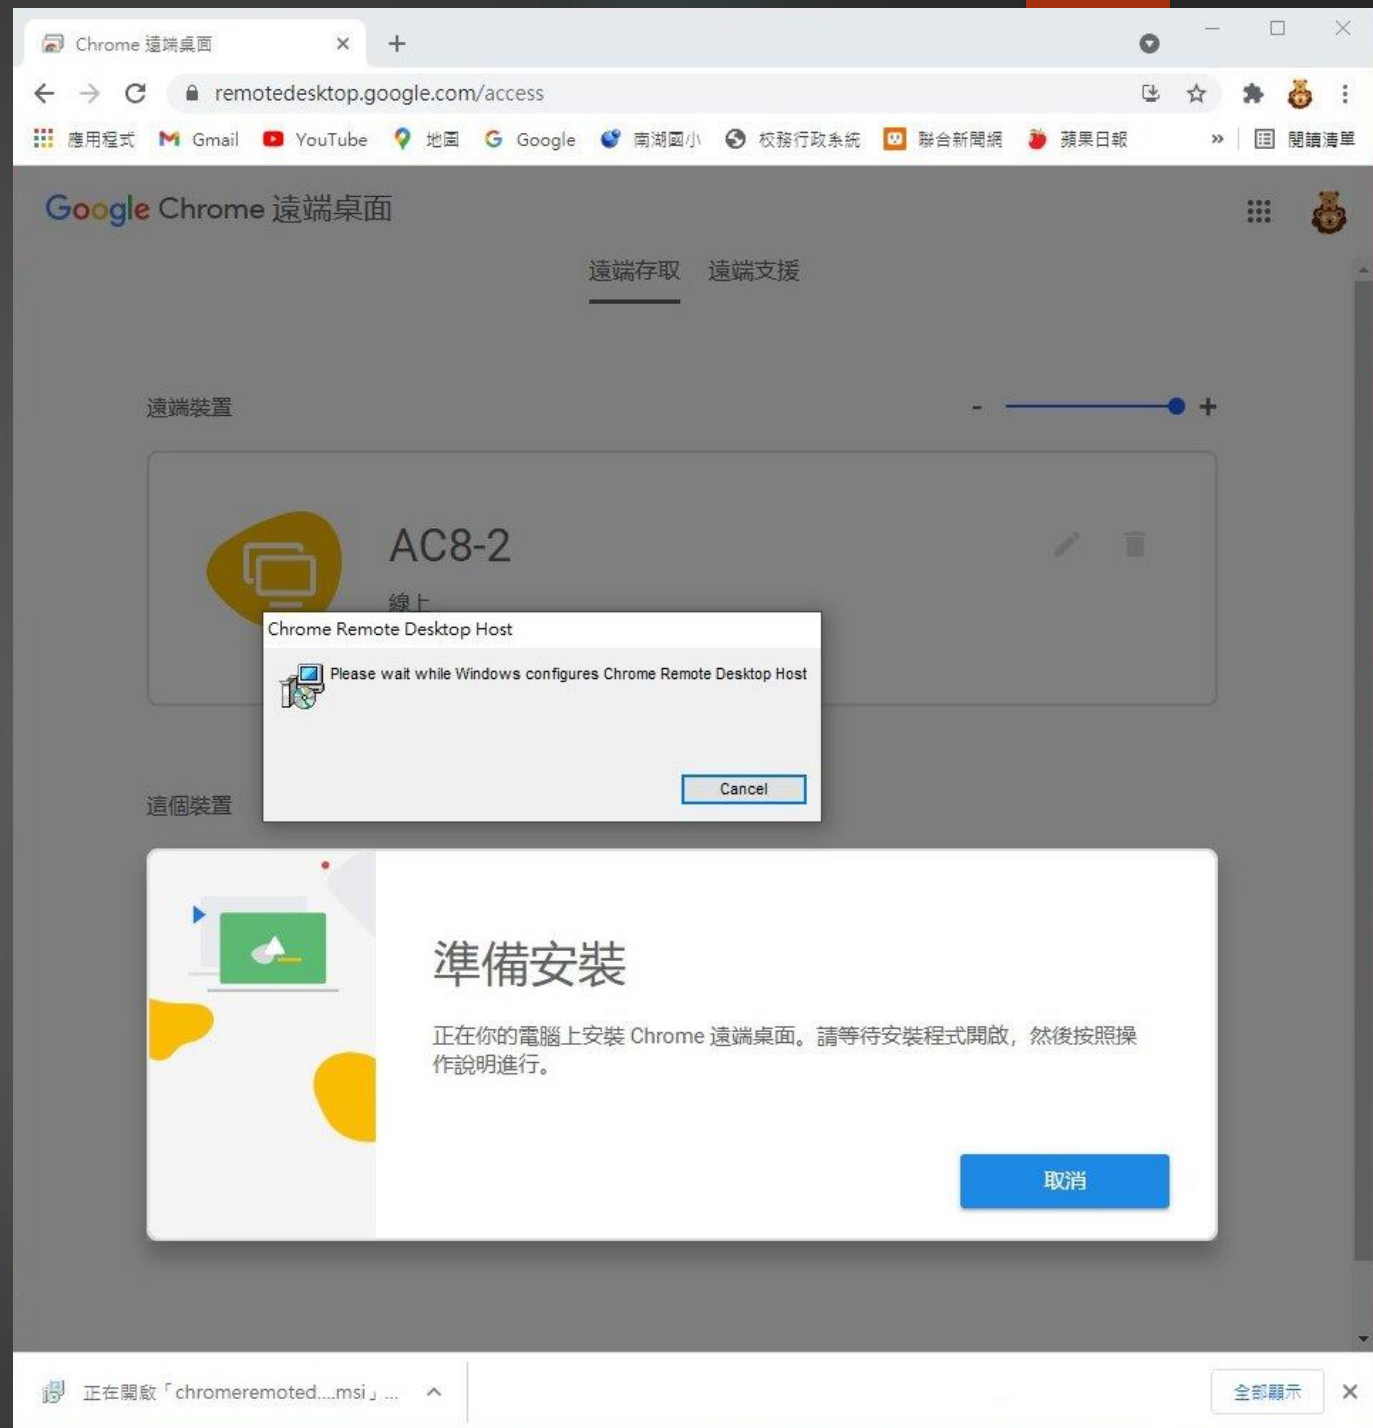 Chrome 遠端桌面
remotedesktop.google.com/access
應用程式 Gmail YouTube 地圖 Google 南湖國小 校務行政系統 聯合新聞網 蘋果日報 » 閱讀清單
Google Chrome 遠端桌面
遠端存取 遠端支援
遠端裝置 - +
AC8-2
線上
Chrome Remote Desktop Host
Please wait while Windows configures Chrome Remote Desktop Host
Cancel
這個裝置
準備安裝
正在你的電腦上安裝 Chrome 遠端桌面。請等待安裝程式開啟，然後按照操
作說明進行。
取消
正在開啟「chromeremoted....msi」...
全部顯示